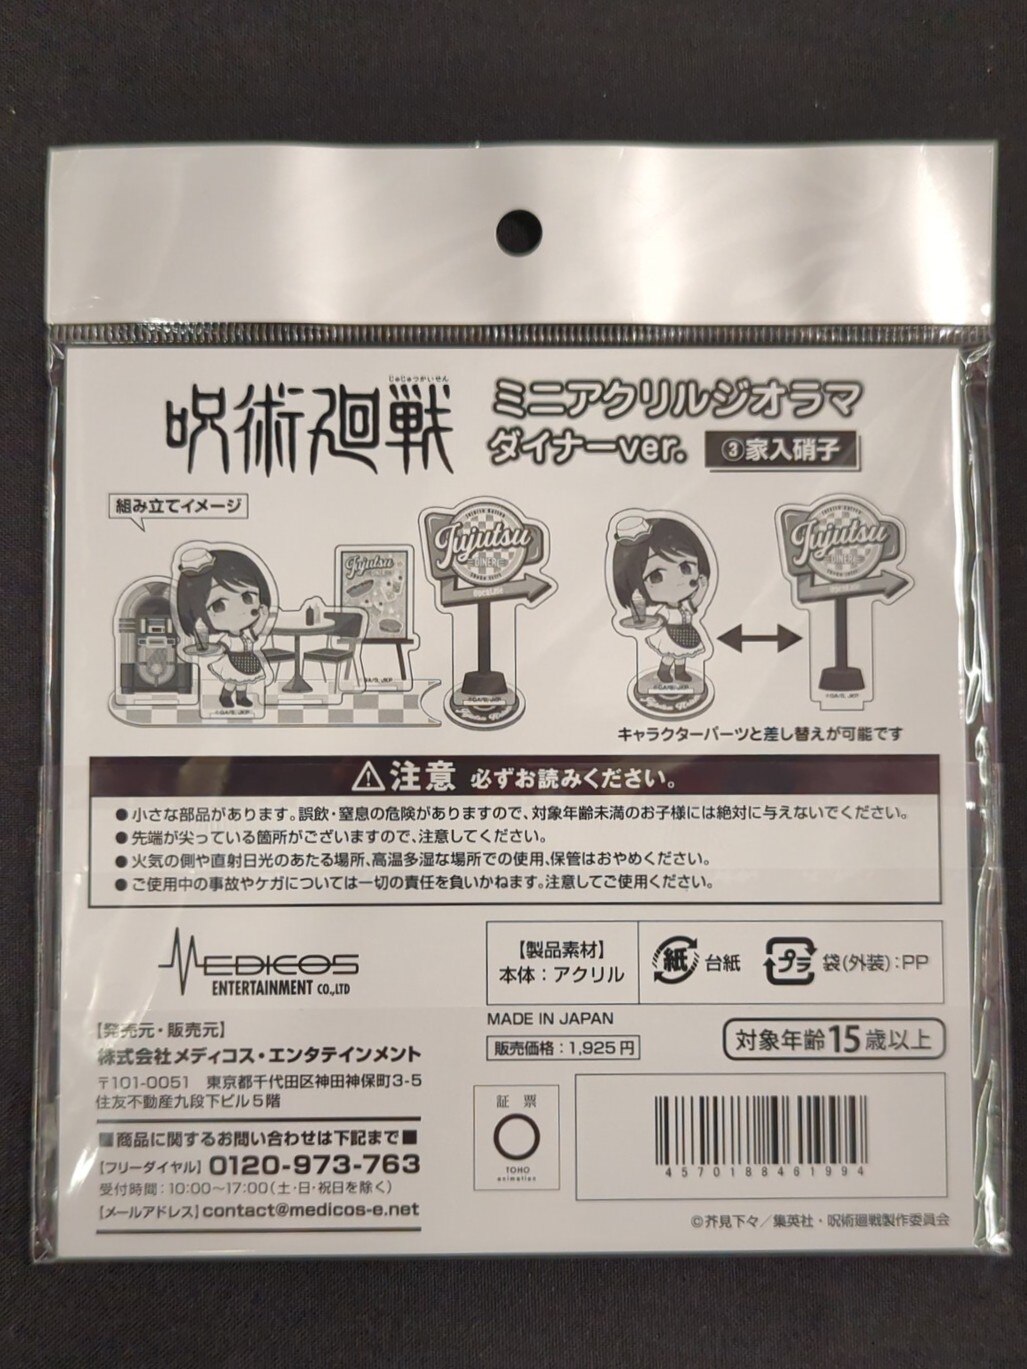 じゅじゅつかいせん
呪術廻戦
ミニアクリルジオラマ
ダイナーver.
③家入硝子
組み立てイメージ
Jujutsu
Jujutsu
DINER
©GA/S, JKP
Jujutsu
DINER
©GA/S, JKP
©GA/S, JKP
キャラクターパーツと差し替えが可能です
⚠注意 必ずお読みください。
●小さな部品があります。誤飲・窒息の危険がありますので、対象年齢未満のお子様には絶対に与えないでください。
●先端が尖っている箇所がございますので、注意してください。
●火気の側や直射日光のあたる場所、高温多湿な場所での使用、保管はおやめください。
●ご使用中の事故やケガについては一切の責任を負いかねます。注意してご使用ください。
MEDICOS
ENTERTAINMENT CO.,LTD
【発売元・販売元】
株式会社メディコス・エンタテインメント
〒101-0051 東京都千代田区神田神保町3-5
住友不動産九段下ビル5階
■商品に関するお問い合わせは下記まで■
【フリーダイヤル】0120-973-763
受付時間：10:00〜17:00(土・日・祝日を除く)
【メールアドレス】contact@medicos-e.net
【製品素材】
本体：アクリル
紙 台紙
プラ 袋(外装)：PP
MADE IN JAPAN
販売価格：1,925円
対象年齢15歳以上
証票
TOHO
animation
4570188461994
©芥見下々／集英社・呪術廻戦製作委員会